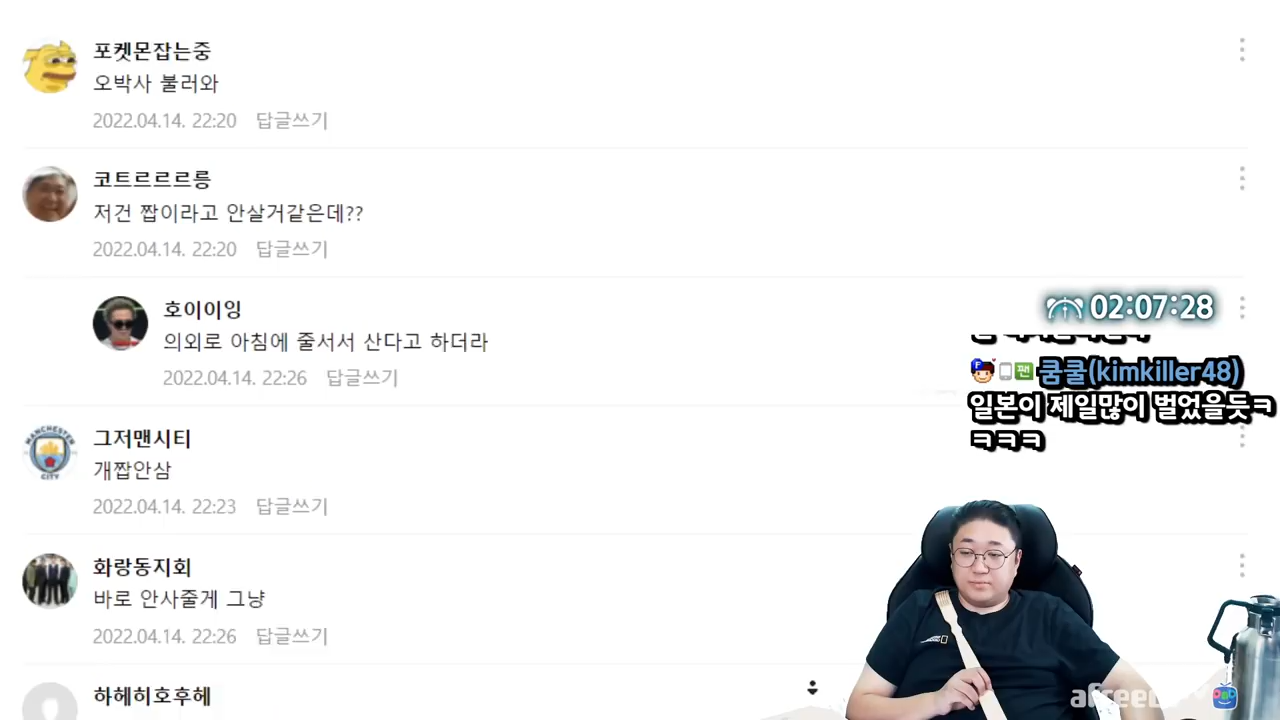 포켓몬잡는중
오박사 불러와
2022.04.14. 22:20 답글쓰기
코트르르르릉
저건 짭이라고 안살거같은데??
2022.04.14. 22:20 답글쓰기
호이이잉
의외로 아침에 줄서서 산다고 하더라
2022.04.14. 22:26 답글쓰기
02:07:28
쿰쿨(kimkiller48)
일본이 제일많이 벌었을듯ㅋ
ㅋㅋㅋ
MANCHESTER
CITY
그저맨시티
개짭안삼
2022.04.14. 22:23 답글쓰기
화랑동지회
바로 안사줄게 그냥
2022.04.14. 22:26 답글쓰기
하헤히호후헤